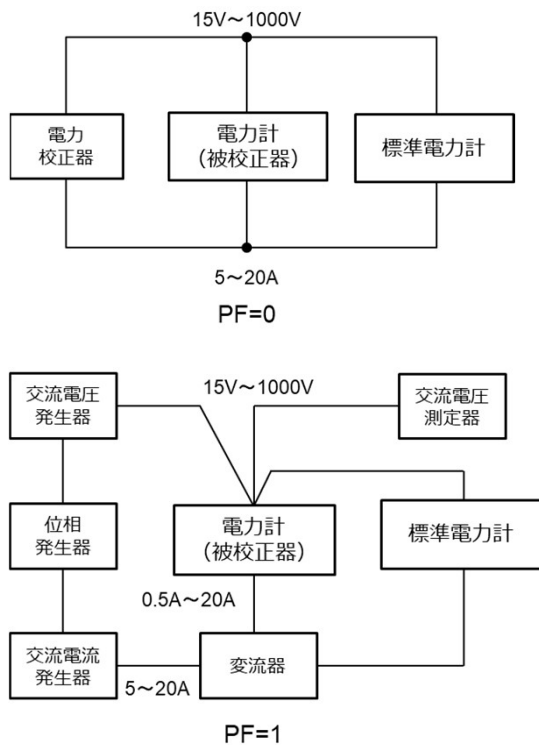 15V～1000V
電力
校正器
電力計
（被校正器）
標準電力計
5～20A
PF=0
交流電圧
発生器
15V～1000V
交流電圧
測定器
位相
発生器
電力計
（被校正器）
標準電力計
0.5A～20A
交流電流
発生器
5～20A
変流器
PF=1